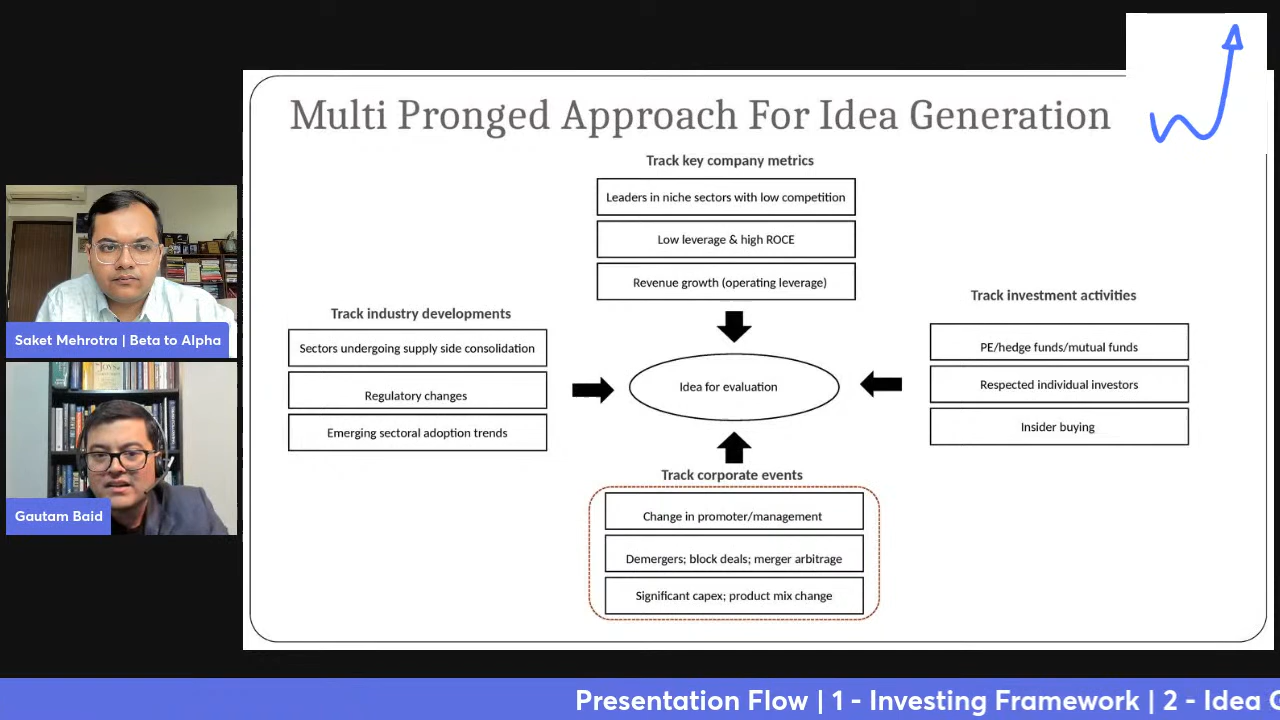 Multi Pronged Approach For Idea Generation
Track key company metrics
Leaders in niche sectors with low competition
Low leverage & high ROCE
Revenue growth (operating leverage)
Track industry developments
Sectors undergoing supply side consolidation
Regulatory changes
Emerging sectoral adoption trends
Idea for evaluation
Track investment activities
PE/hedge funds/mutual funds
Respected individual investors
Insider buying
Track corporate events
Change in promoter/management
Demergers; block deals; merger arbitrage
Significant capex; product mix change
Saket Mehrotra | Beta to Alpha
Gautam Baid
Presentation Flow | 1 - Investing Framework | 2 - Idea